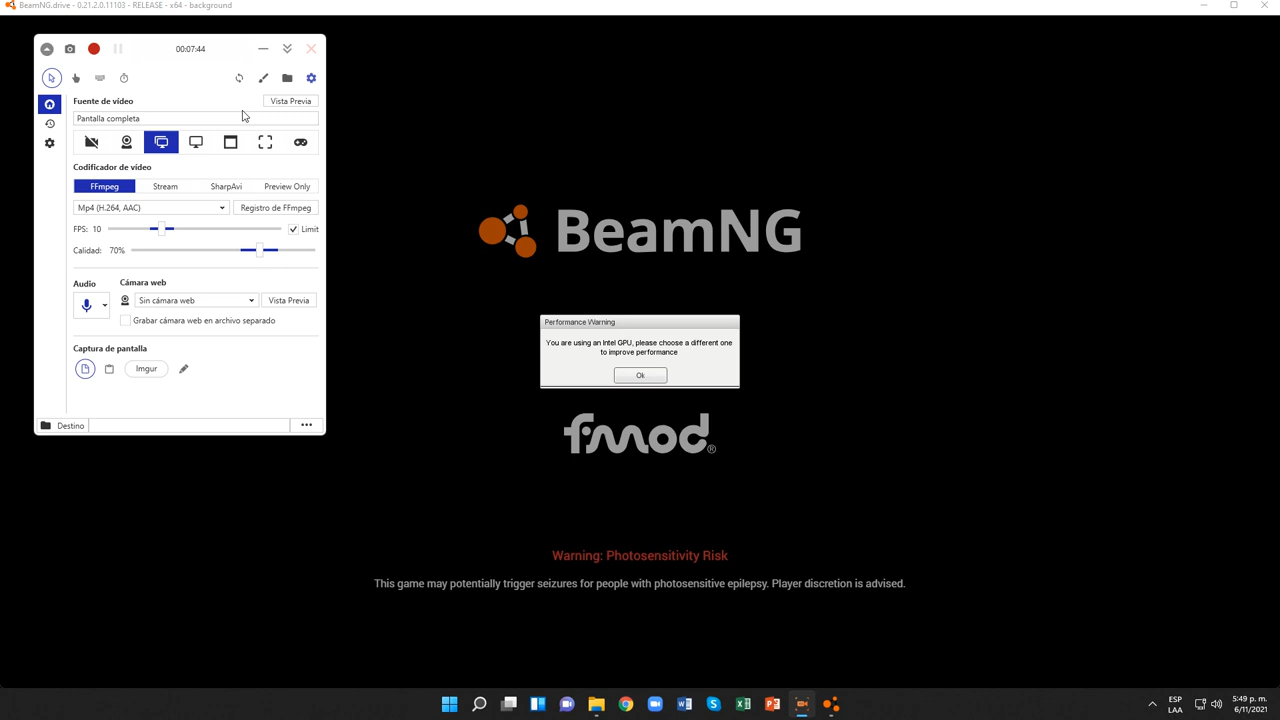 BeamNG.drive - 0.21.2.0.11103 - RELEASE - x64 - background
00:07:44
Fuente de vídeo
Vista Previa
Pantalla completa
Codificador de vídeo
FFmpeg Stream SharpAvi Preview Only
Mp4 (H.264, AAC) Registro de FFmpeg
FPS: 10 Limit
Calidad: 70%
Audio
Cámara web
Sin cámara web Vista Previa
Grabar cámara web en archivo separado
Captura de pantalla
Imgur
Destino
BeamNG
Performance Warning
You are using an Intel GPU, please choose a different one
to improve performance
Ok
fmod®
Warning: Photosensitivity Risk
This game may potentially trigger seizures for people with photosensitive epilepsy. Player discretion is advised.
ESP
LAA
5:49 p. m.
6/11/2021